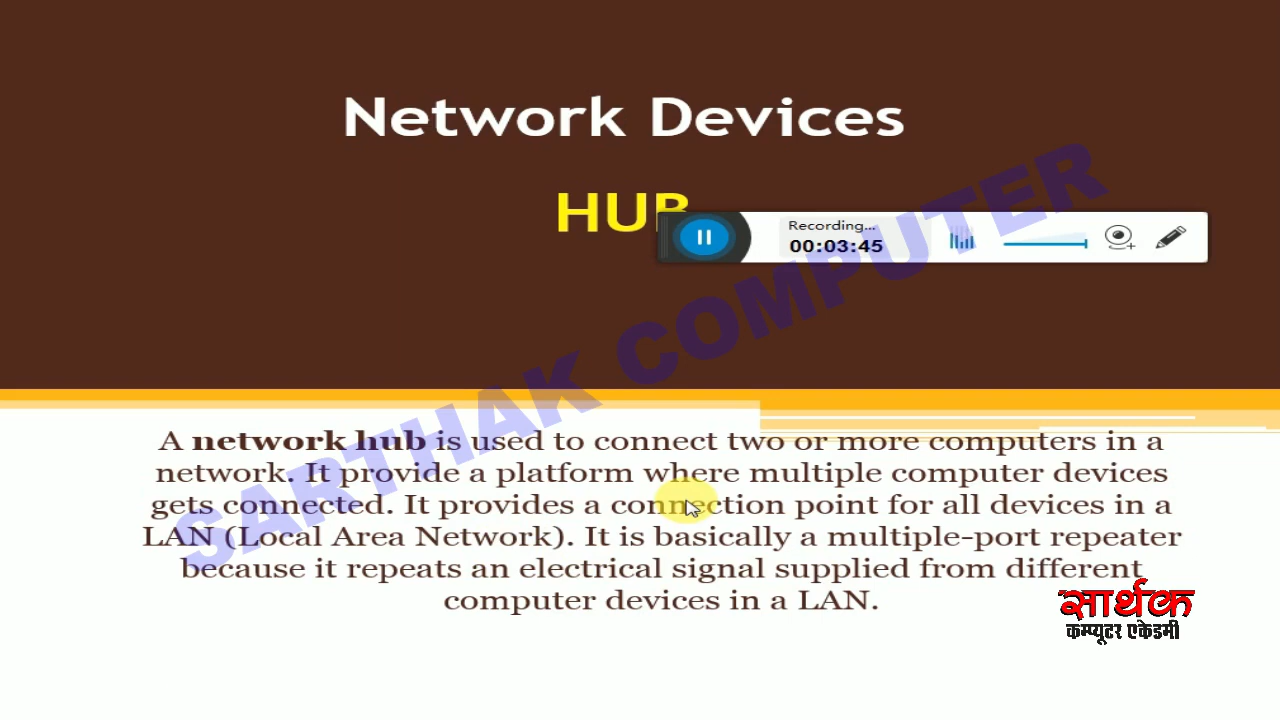 Network Devices
HUB
Recording...
00:03:45
SARTHAK COMPUTER
A network hub is used to connect two or more computers in a
network. It provide a platform where multiple computer devices
gets connected. It provides a connection point for all devices in a
LAN (Local Area Network). It is basically a multiple-port repeater
because it repeats an electrical signal supplied from different
computer devices in a LAN.
सार्थक
कम्प्यूटर एकेडमी